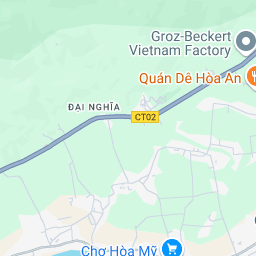 Groz-Beckert
Vietnam Factory
Quán Dê Hòa An
ĐẠI NGHĨA
CT02
Chợ Hòa Mỹ